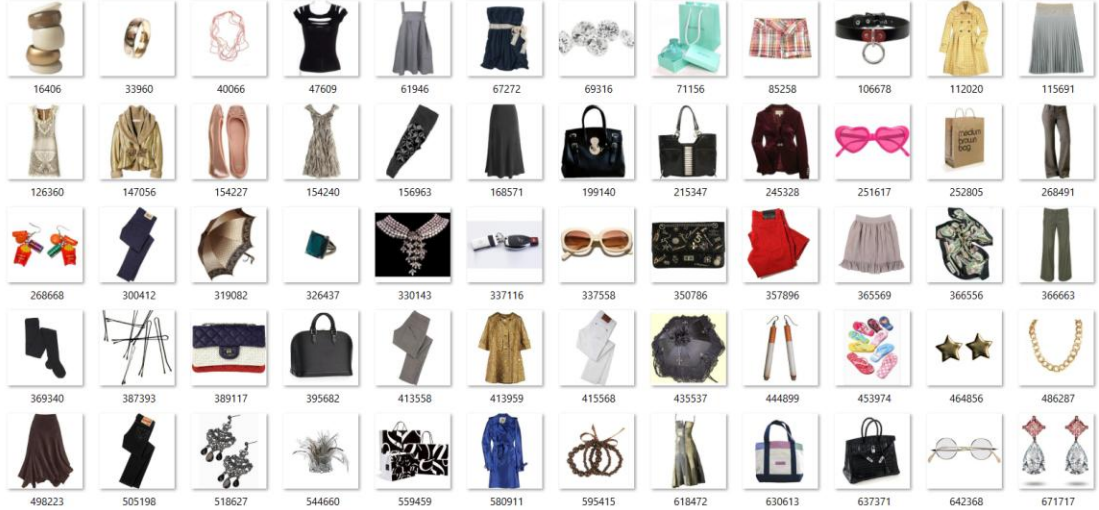 16406 33960 40066 47609 61946 67272 69316 71156 85258 106678 112020 115691
medium
brown
bag
126360 147056 154227 154240 156963 168571 199140 215347 245328 251617 252805 268491
268668 300412 319082 326437 330143 337116 337558 350786 357896 365569 366556 366663
369340 387393 389117 395682 413558 413959 415568 435537 444899 453974 464856 486287
498223 505198 518627 544660 559459 580911 595415 618472 630613 637371 642368 671717